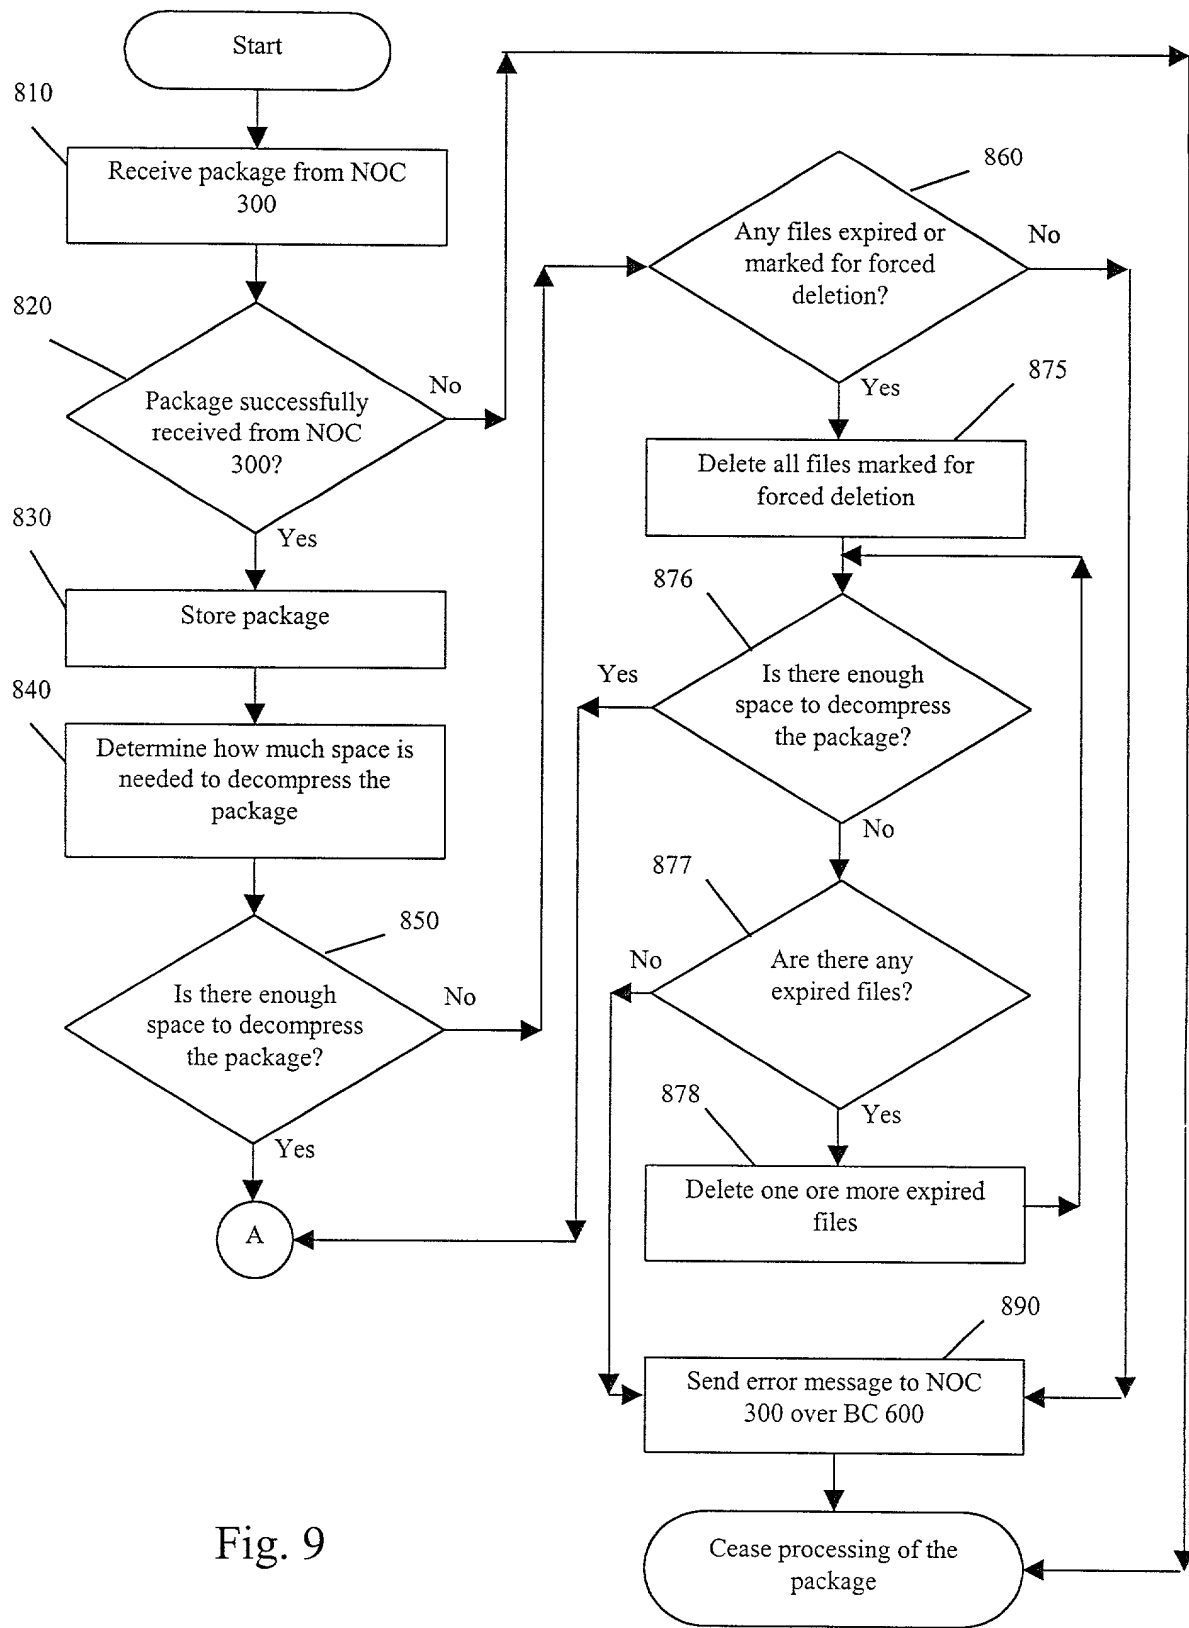 Start
810
Receive package from NOC
300
820
Package successfully
received from NOC
300?
No
Yes
830
Store package
840
Determine how much space is
needed to decompress the
package
850
Is there enough
space to decompress
the package?
No
Yes
A
860
Any files expired or
marked for forced
deletion?
No
Yes
875
Delete all files marked for
forced deletion
876
Is there enough
space to decompress
the package?
Yes
No
877
Are there any
expired files?
No
Yes
878
Delete one ore more expired
files
890
Send error message to NOC
300 over BC 600
Cease processing of the
package
Fig. 9